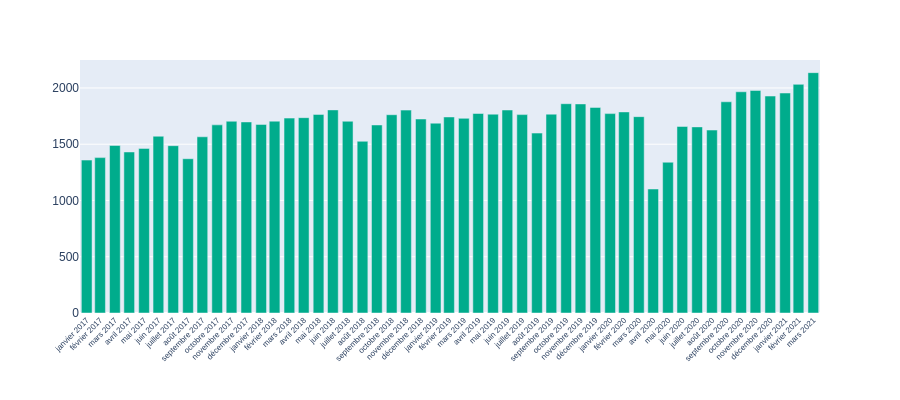 2000
1500
1000
500
0
janvier 2017
février 2017
mars 2017
avril 2017
mai 2017
juin 2017
juillet 2017
août 2017
septembre 2017
octobre 2017
novembre 2017
décembre 2017
janvier 2018
février 2018
mars 2018
avril 2018
mai 2018
juin 2018
juillet 2018
août 2018
septembre 2018
octobre 2018
novembre 2018
décembre 2018
janvier 2019
février 2019
mars 2019
avril 2019
mai 2019
juin 2019
juillet 2019
août 2019
septembre 2019
octobre 2019
novembre 2019
décembre 2019
janvier 2020
février 2020
mars 2020
avril 2020
mai 2020
juin 2020
juillet 2020
août 2020
septembre 2020
octobre 2020
novembre 2020
décembre 2020
janvier 2021
février 2021
mars 2021